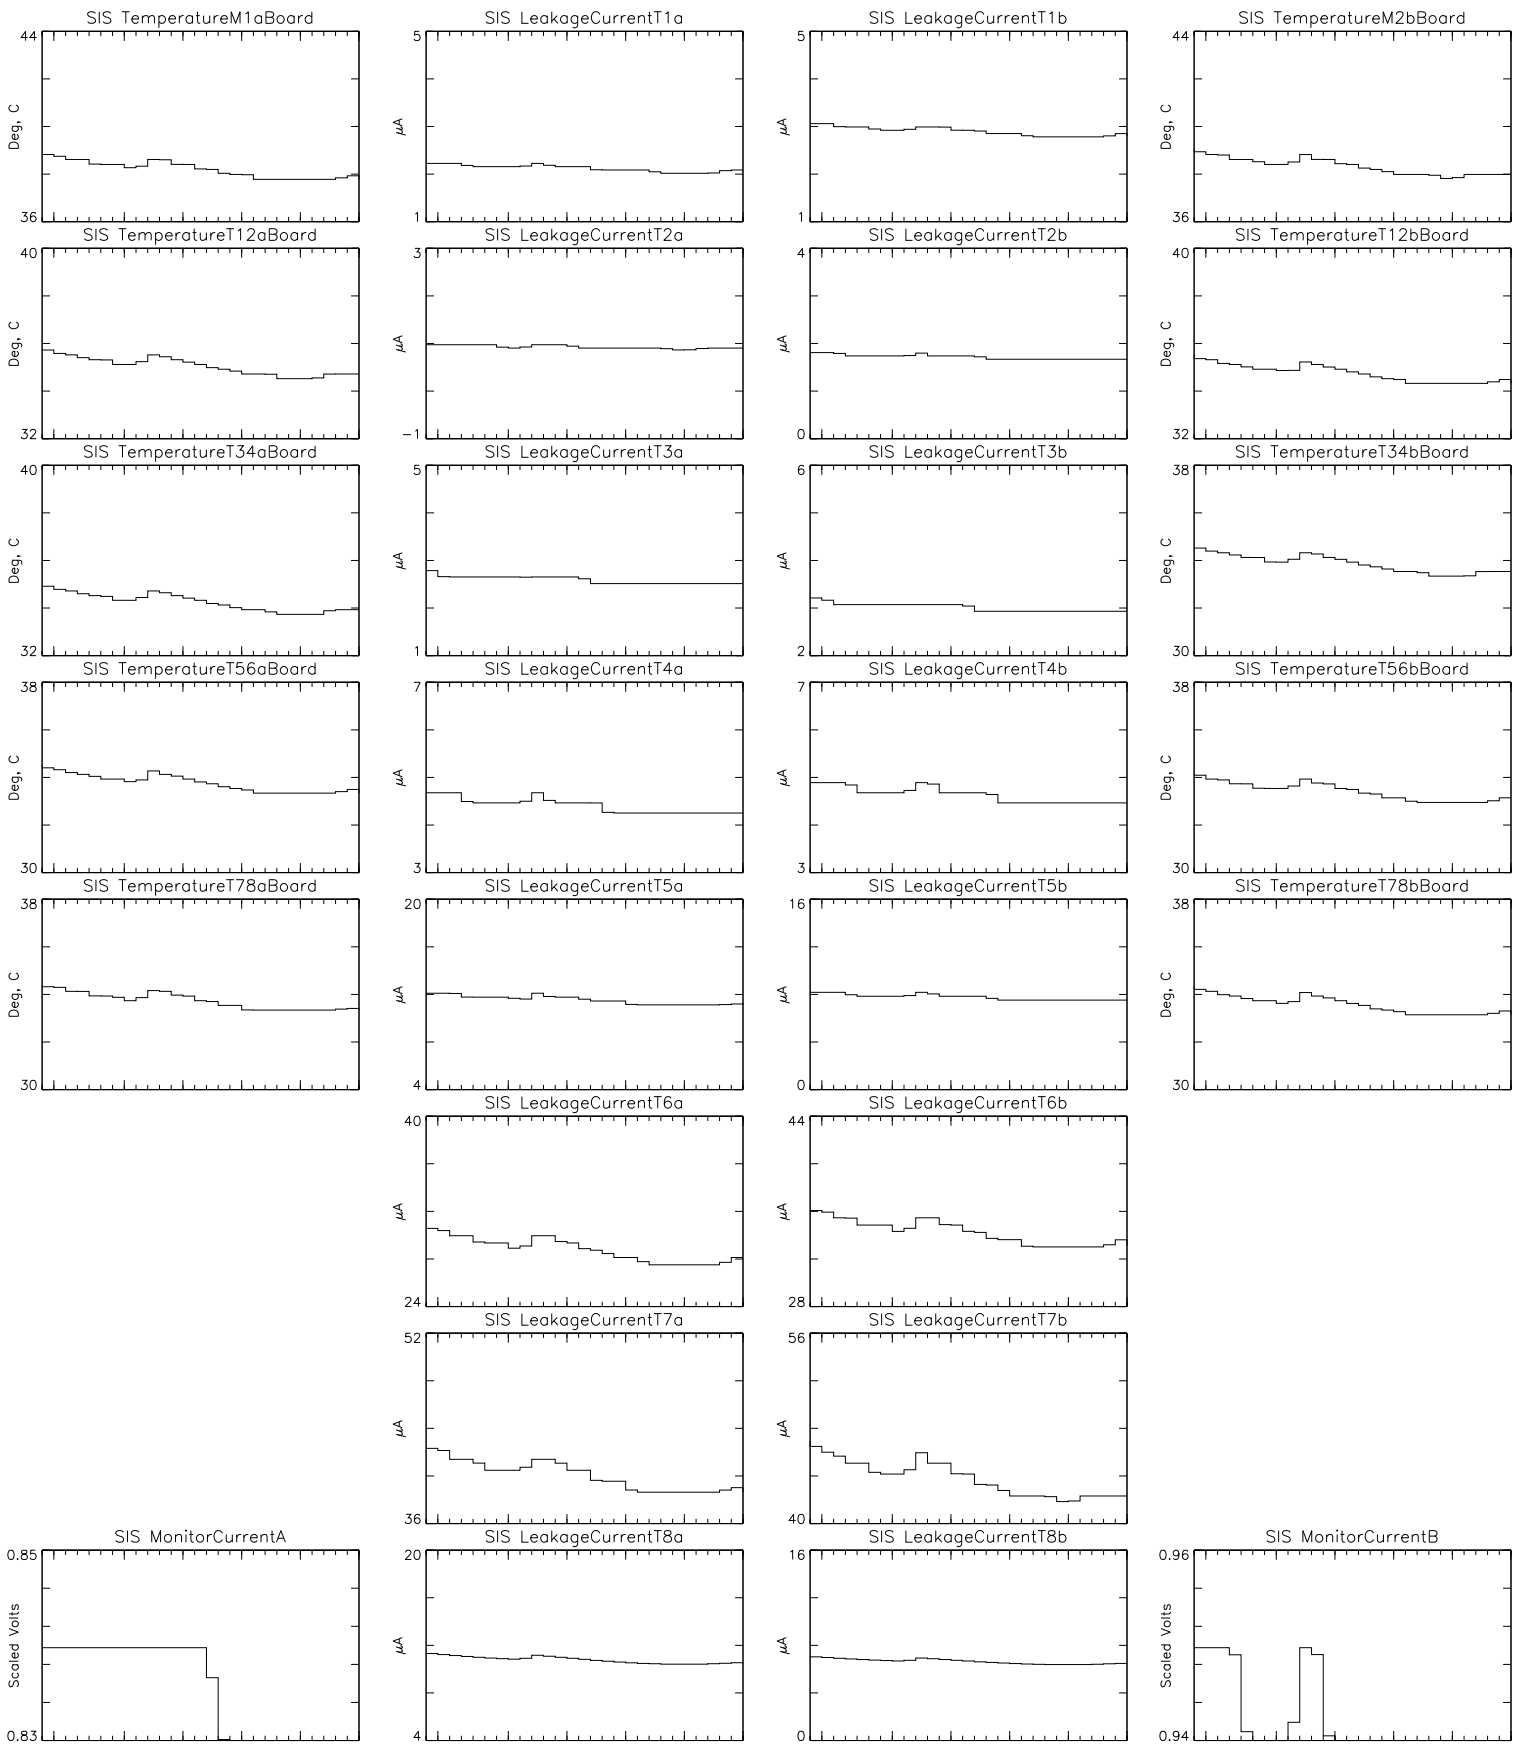 SIS TemperatureM1aBoard
44
Deg, C
36
SIS LeakageCurrentT1a
5
µA
1
SIS LeakageCurrentT1b
5
µA
1
SIS TemperatureM2bBoard
44
Deg, C
36
SIS TemperatureT12aBoard
40
Deg, C
32
SIS LeakageCurrentT2a
3
µA
−1
SIS LeakageCurrentT2b
4
µA
0
SIS TemperatureT12bBoard
40
Deg, C
32
SIS TemperatureT34aBoard
40
Deg, C
32
SIS LeakageCurrentT3a
5
µA
1
SIS LeakageCurrentT3b
6
µA
2
SIS TemperatureT34bBoard
38
Deg, C
30
SIS TemperatureT56aBoard
38
Deg, C
30
SIS LeakageCurrentT4a
7
µA
3
SIS LeakageCurrentT4b
7
µA
3
SIS TemperatureT56bBoard
38
Deg, C
30
SIS TemperatureT78aBoard
38
Deg, C
30
SIS LeakageCurrentT5a
20
µA
4
SIS LeakageCurrentT5b
16
µA
0
SIS TemperatureT78bBoard
38
Deg, C
30
SIS LeakageCurrentT6a
40
µA
24
SIS LeakageCurrentT6b
44
µA
28
SIS LeakageCurrentT7a
52
µA
36
SIS LeakageCurrentT7b
56
µA
40
SIS MonitorCurrentA
0.85
Scaled Volts
0.83
SIS LeakageCurrentT8a
20
µA
4
SIS LeakageCurrentT8b
16
µA
0
SIS MonitorCurrentB
0.96
Scaled Volts
0.94